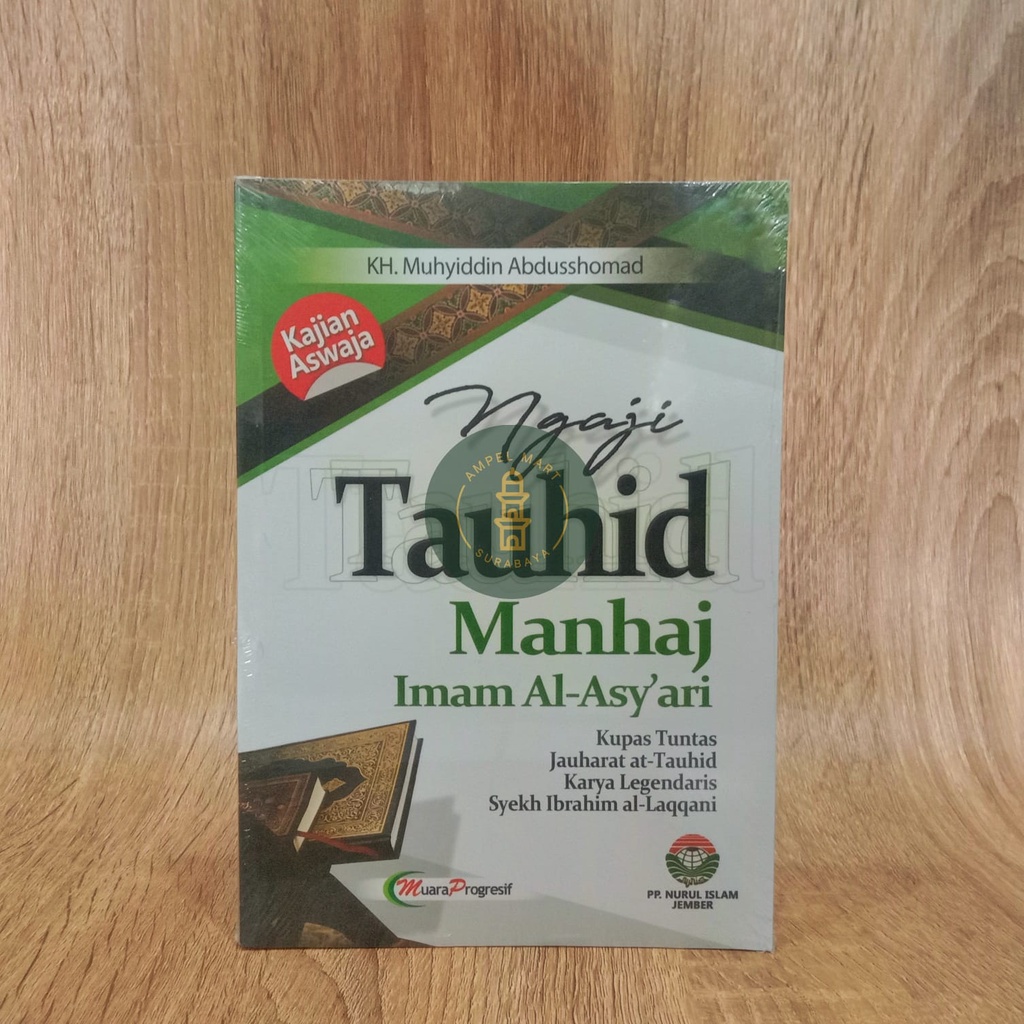 KH. Muhyiddin Abdusshomad
Kajian
Aswaja
Ngaji
Tauhid
AMPEL MART
SURABAYA
Manhaj
Imam Al-Asy'ari
Kupas Tuntas
Jauharat at-Tauhid
Karya Legendaris
Syekh Ibrahim al-Laqqani
MuaraProgresif
PP. NURUL ISLAM
JEMBER